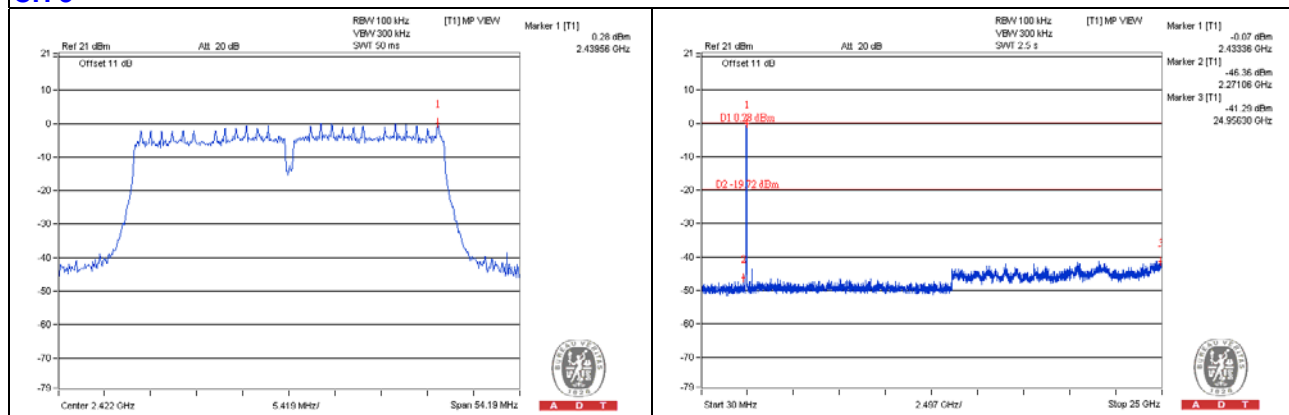 RBW 100 kHz [T1] MP VIEW
VBW 300 kHz
Ref 21 dBm Att 20 dB SWT 50 ms
Marker 1 [T1]
0.28 dBm
2.43956 GHz
21
Offset 11 dB
10
0
-10
-20
-30
-40
-50
-60
-70
-79
1
Center 2.422 GHz 5.419 MHz/ Span 54.19 MHz
BUREAU VERITAS
1828
A D T
RBW 100 kHz [T1] MP VIEW
VBW 300 kHz
Ref 21 dBm Att 20 dB SWT 2.5 s
Marker 1 [T1]
-0.07 dBm
2.43336 GHz
Marker 2 [T1]
-46.36 dBm
2.27106 GHz
Marker 3 [T1]
-41.29 dBm
24.95630 GHz
21
Offset 11 dB
10
0
-10
-20
-30
-40
-50
-60
-70
-79
1
D1 0.28 dBm
D2 -19.72 dBm
2
3
Start 30 MHz 2.497 GHz/ Stop 25 GHz
BUREAU VERITAS
1828
A D T